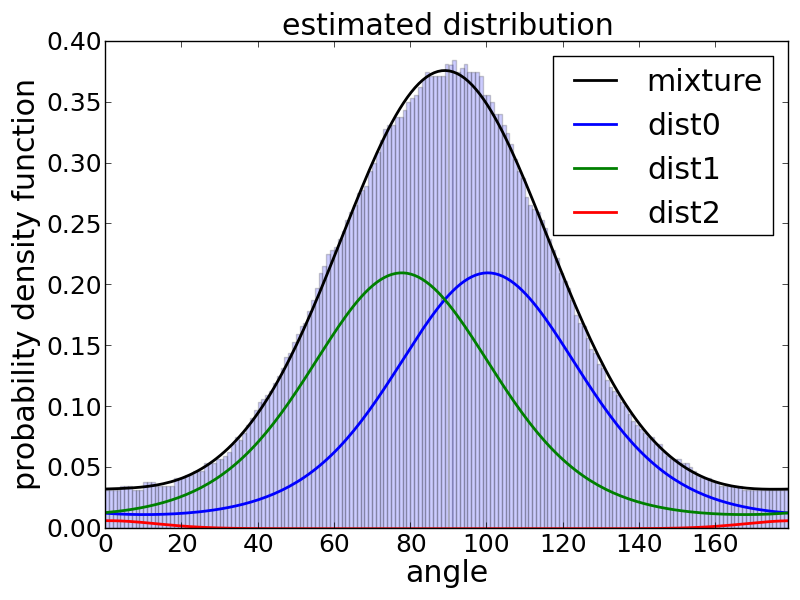 estimated distribution
probability density function
0.40
0.35
0.30
0.25
0.20
0.15
0.10
0.05
0.00
mixture
dist0
dist1
dist2
0 20 40 60 80 100 120 140 160
angle